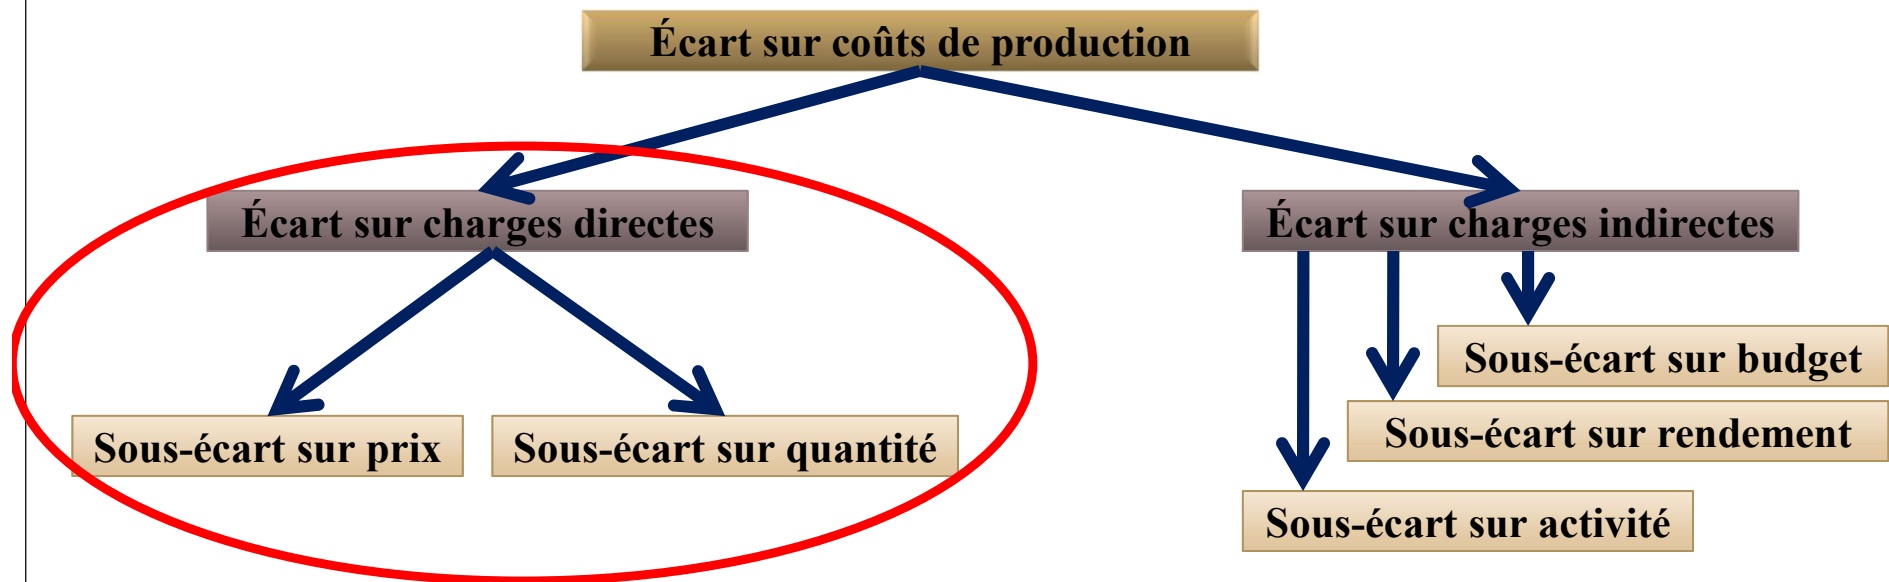 Écart sur coûts de production
Écart sur charges directes
Écart sur charges indirectes
Sous-écart sur budget
Sous-écart sur rendement
Sous-écart sur prix
Sous-écart sur quantité
Sous-écart sur activité